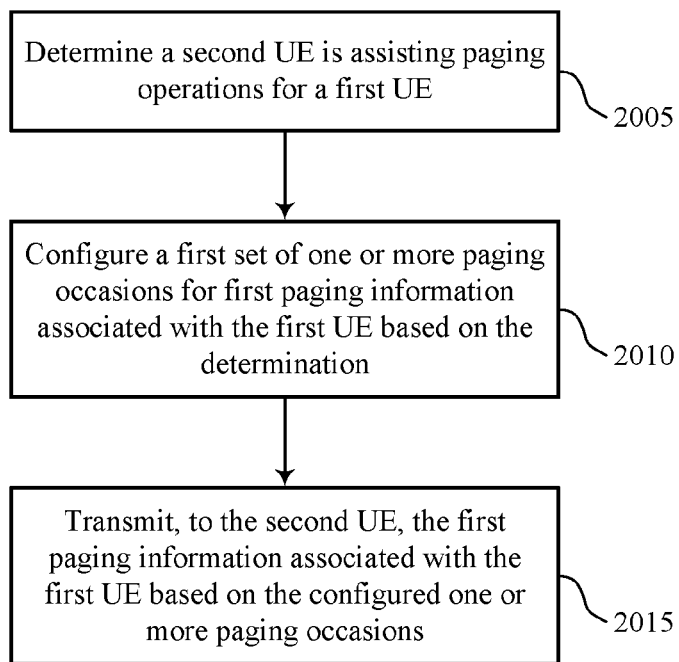 Determine a second UE is assisting paging
operations for a first UE
2005
Configure a first set of one or more paging
occasions for first paging information
associated with the first UE based on the
determination
2010
Transmit, to the second UE, the first
paging information associated with the
first UE based on the configured one or
more paging occasions
2015